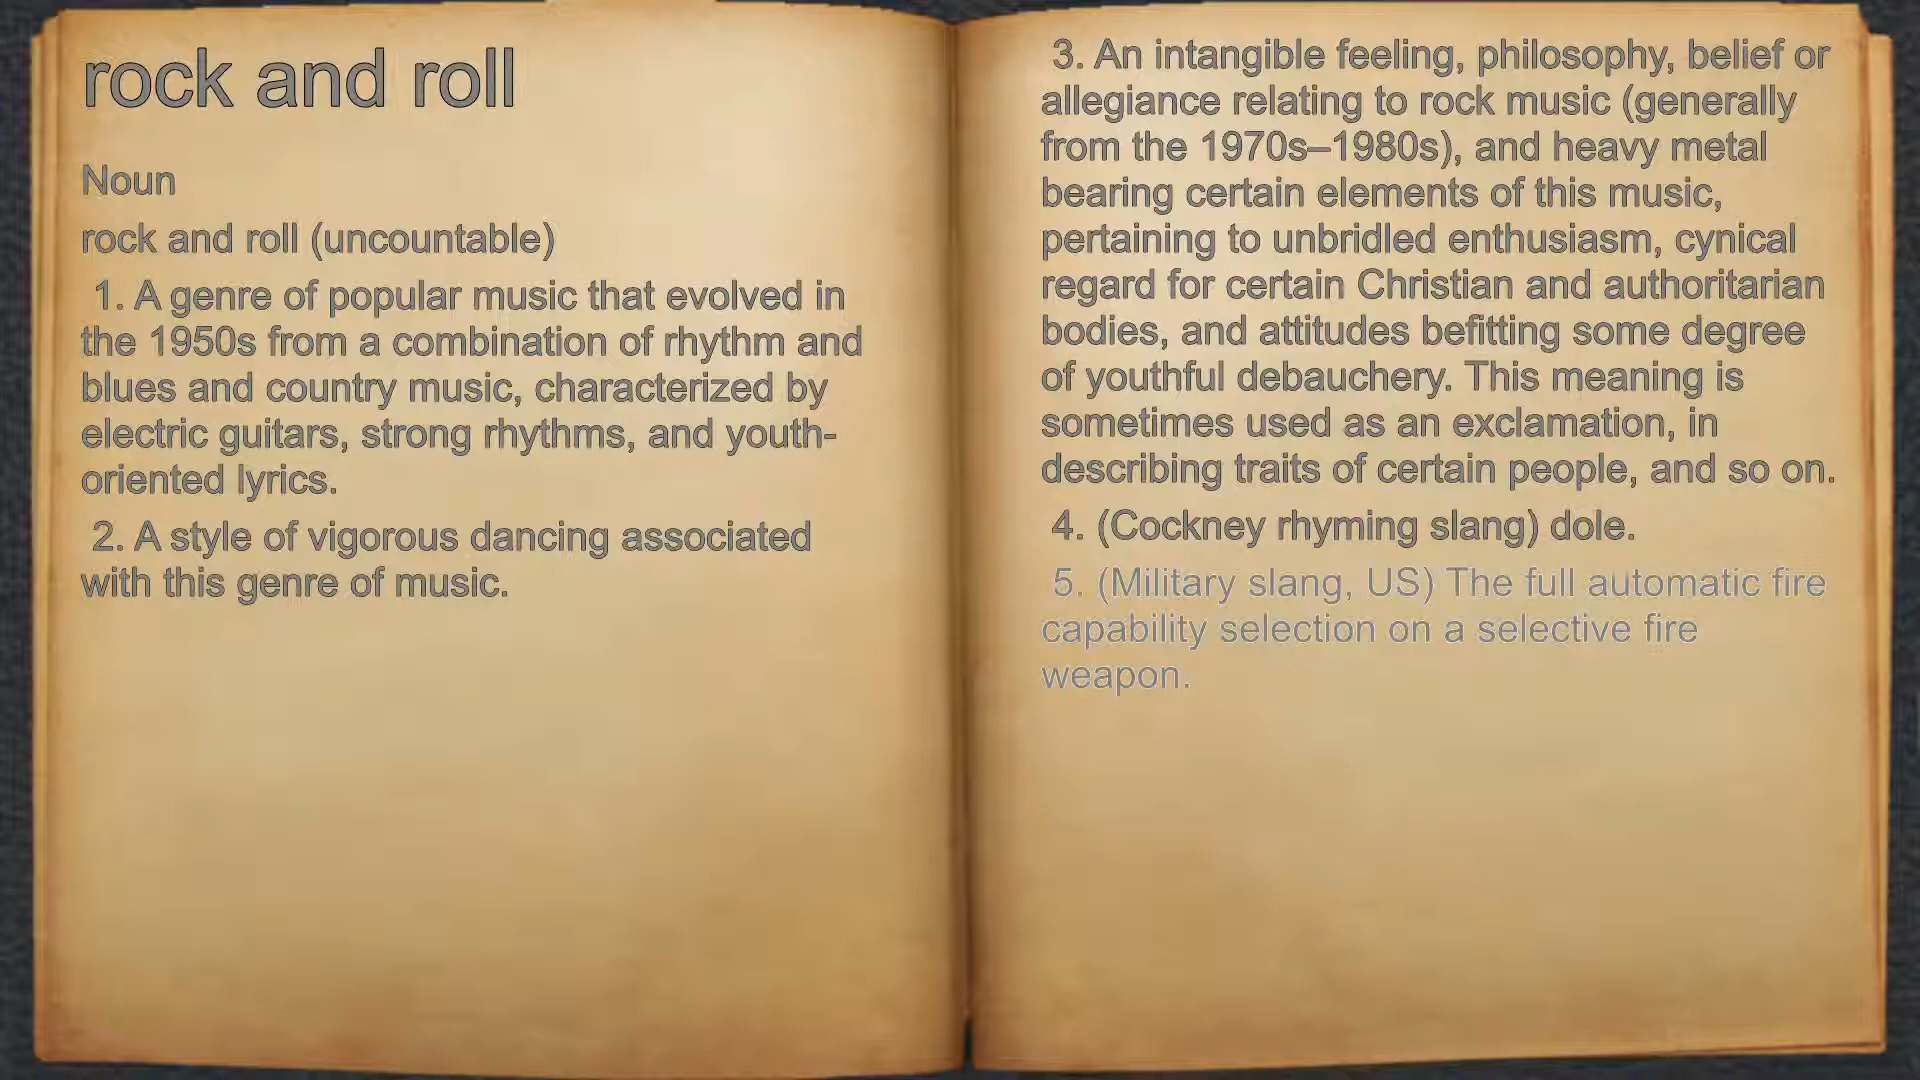 rock and roll
Noun
rock and roll (uncountable)
1. A genre of popular music that evolved in
the 1950s from a combination of rhythm and
blues and country music, characterized by
electric guitars, strong rhythms, and youth-
oriented lyrics.
2. A style of vigorous dancing associated
with this genre of music.
3. An intangible feeling, philosophy, belief or
allegiance relating to rock music (generally
from the 1970s–1980s), and heavy metal
bearing certain elements of this music,
pertaining to unbridled enthusiasm, cynical
regard for certain Christian and authoritarian
bodies, and attitudes befitting some degree
of youthful debauchery. This meaning is
sometimes used as an exclamation, in
describing traits of certain people, and so on.
4. (Cockney rhyming slang) dole.
5. (Military slang, US) The full automatic fire
capability selection on a selective fire
weapon.